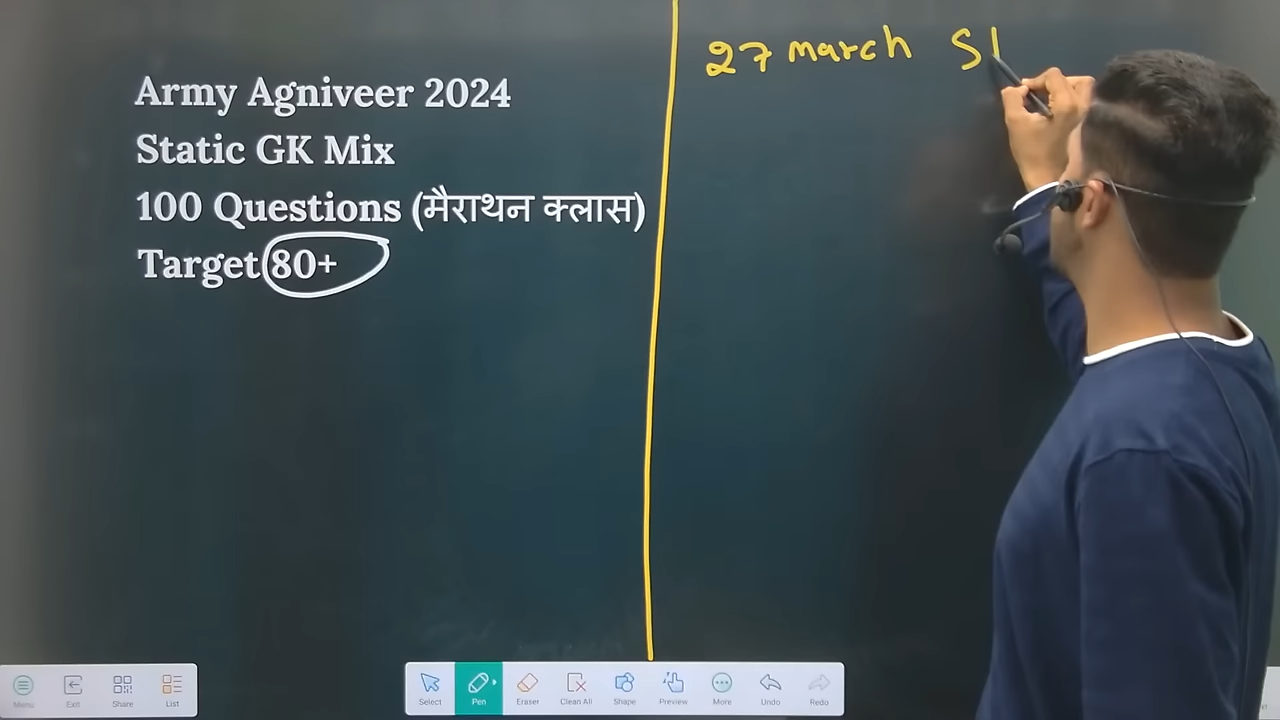 Army Agniveer 2024
Static GK Mix
100 Questions (मैराथन क्लास)
Target 80+
27 march
Menu
Exit
Share
List
Select
Pen
Eraser
Clean All
Shape
Preview
More
Undo
Redo